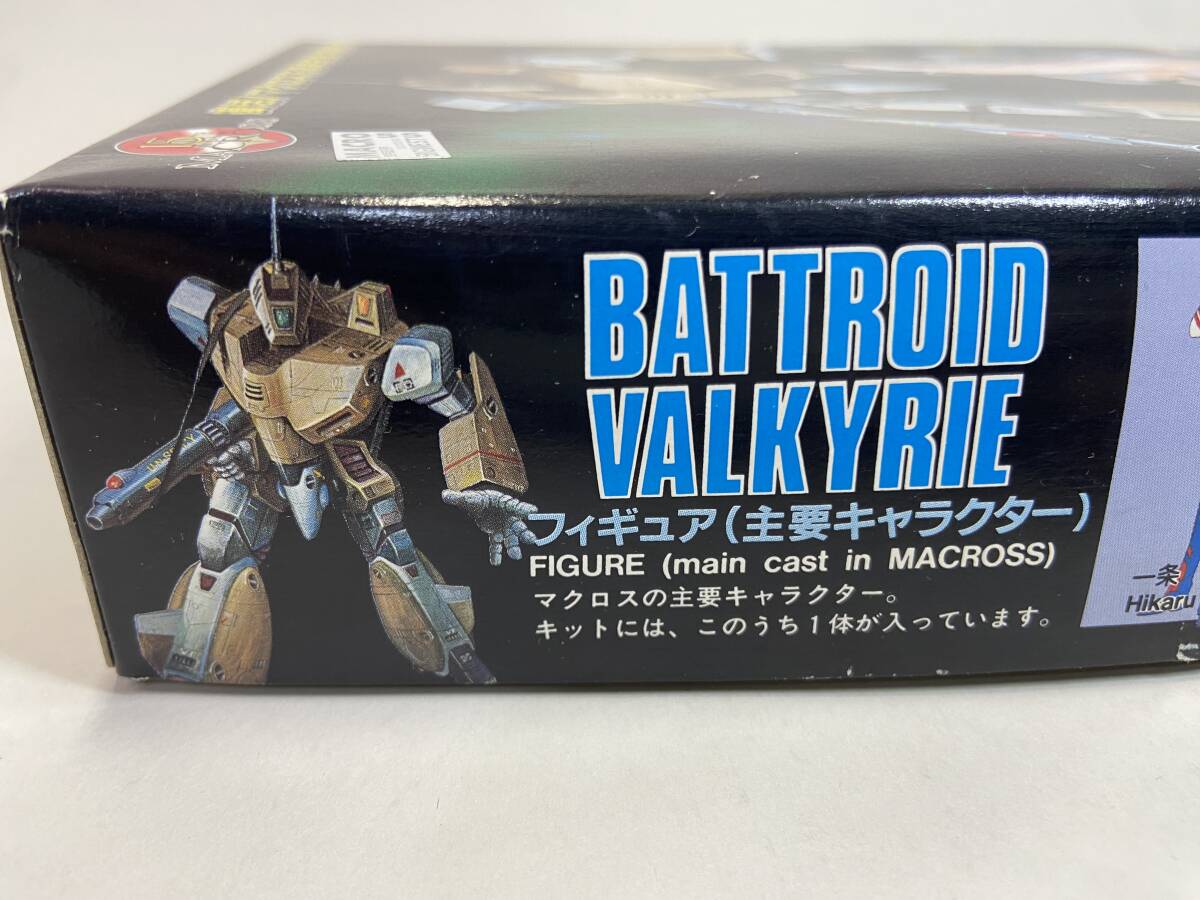 BATTROID
VALKYRIE
フィギュア(主要キャラクター)
FIGURE (main cast in MACROSS)
マクロスの主要キャラクター。
キットには、このうち1体が入っています。
一条
Hikaru